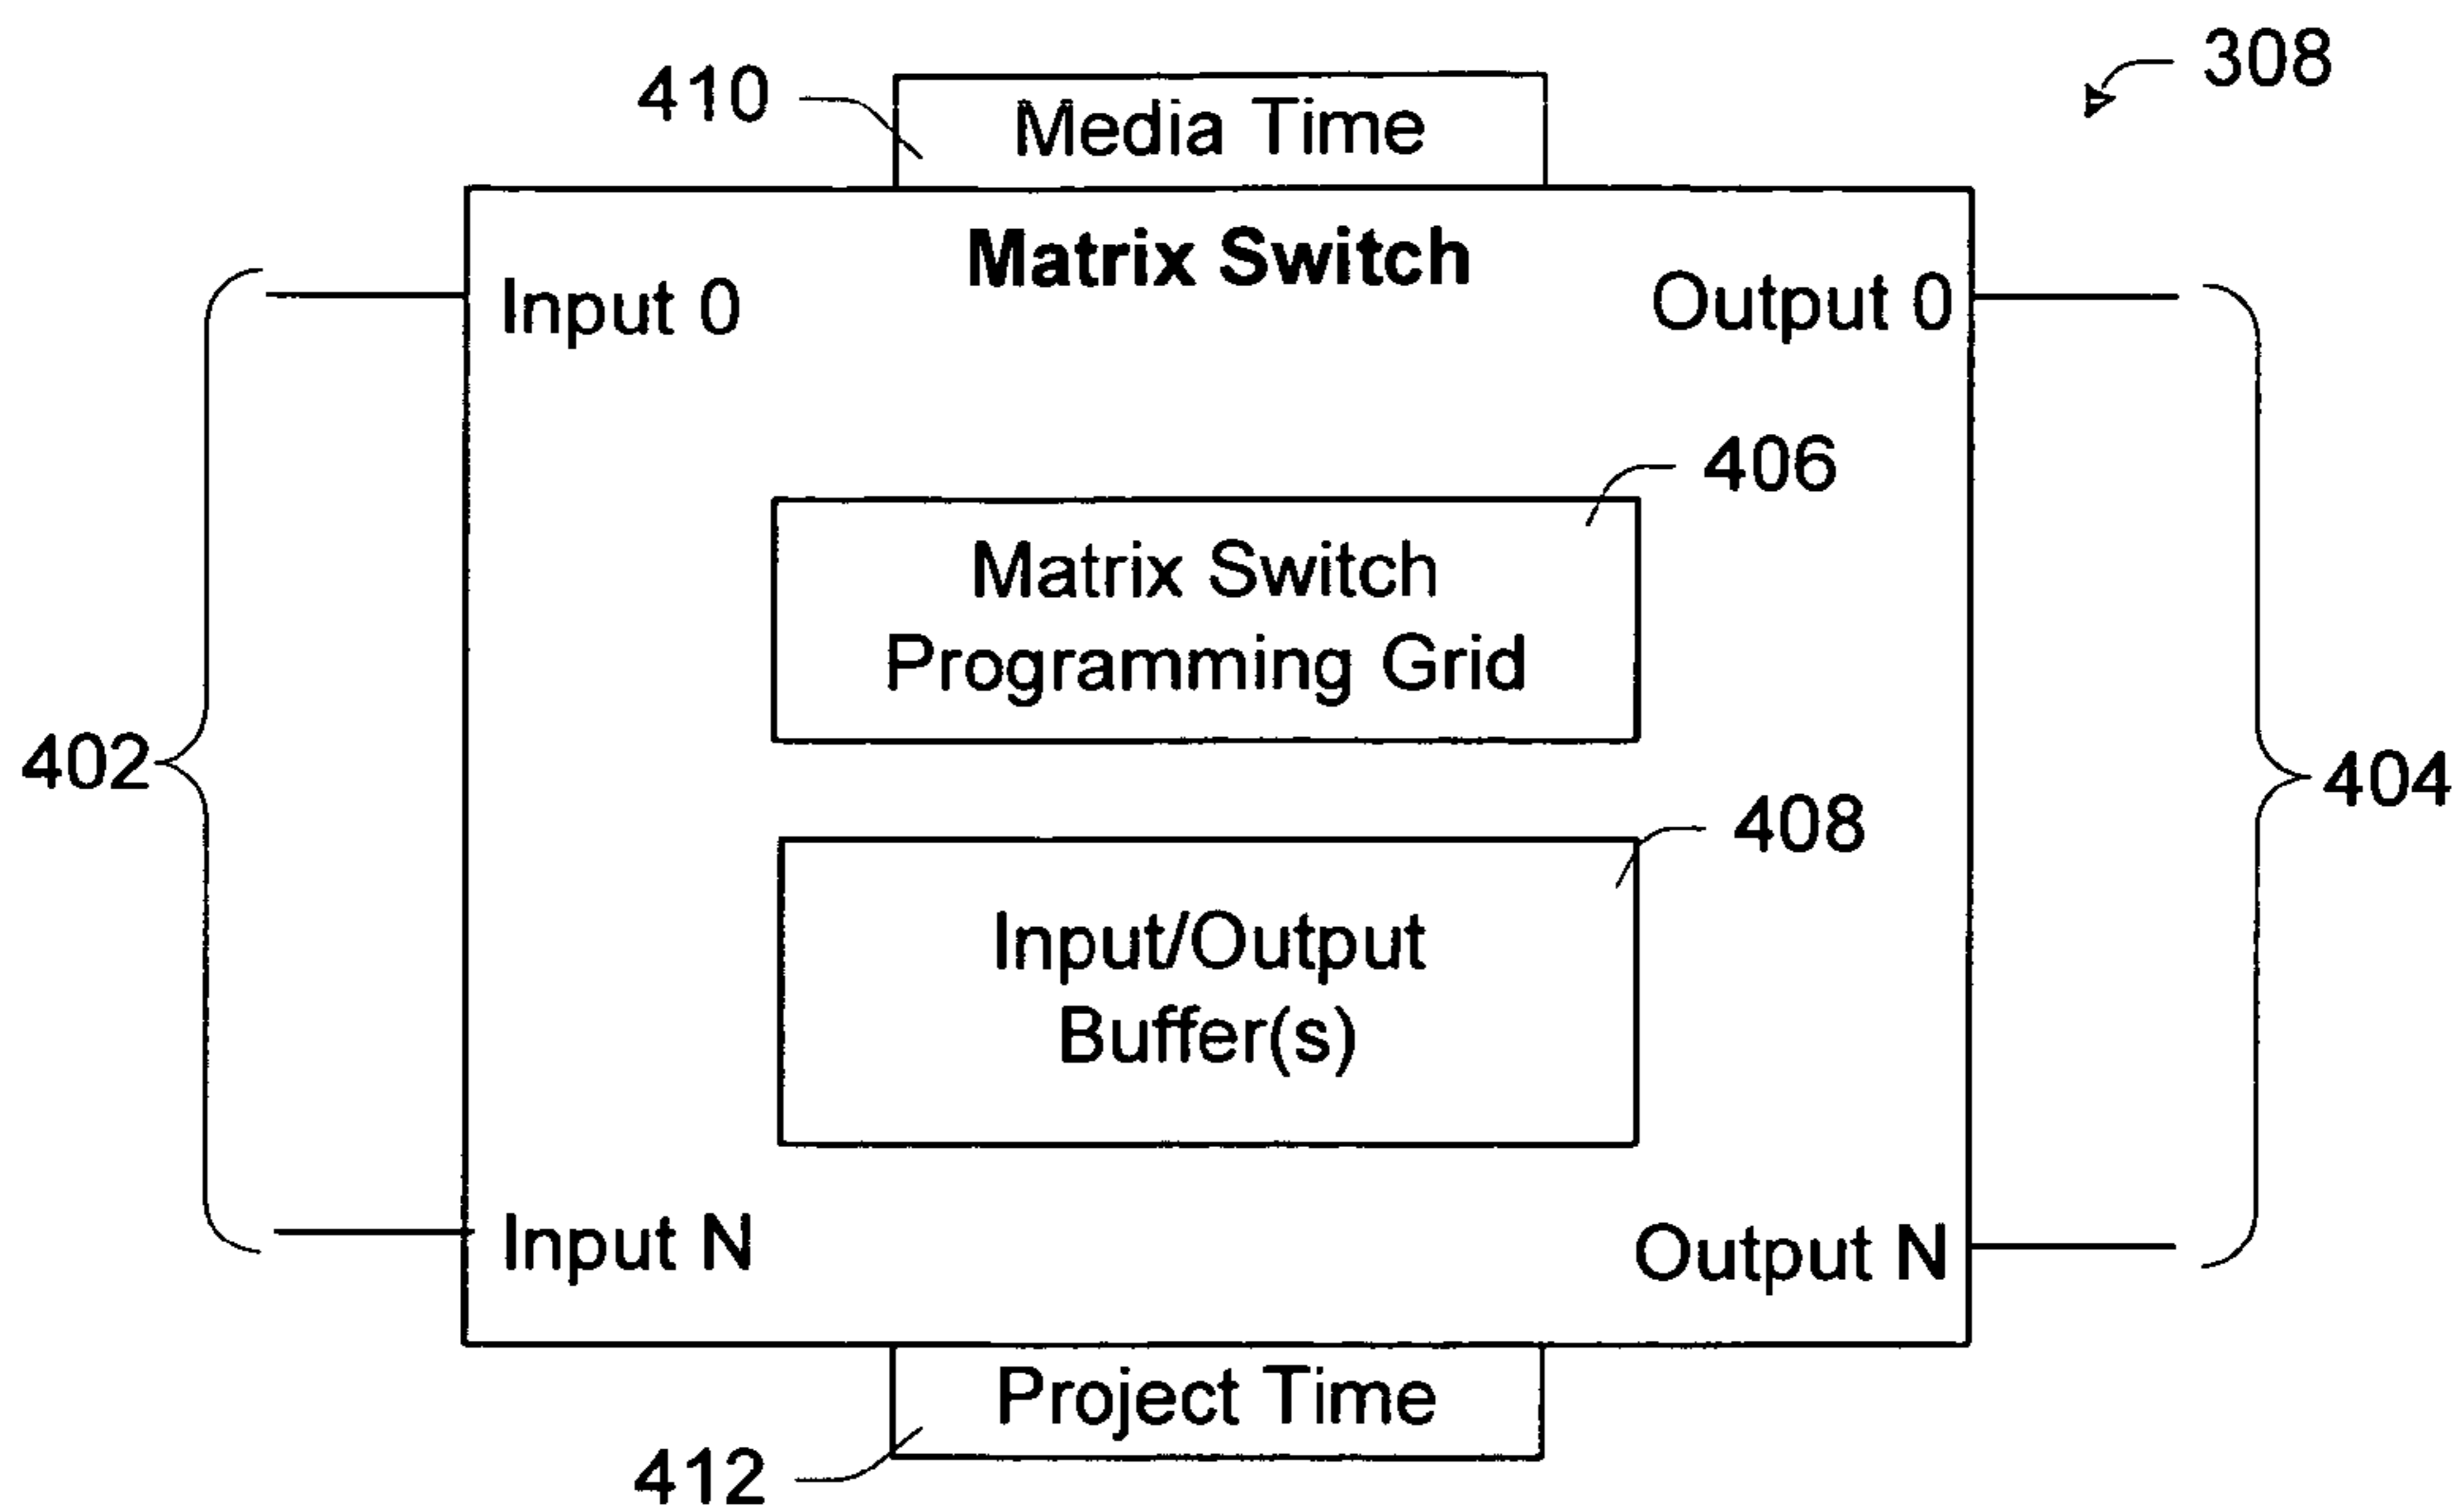 308
410
Media Time
Matrix Switch
Input 0
Output 0
406
Matrix Switch
Programming Grid
402
404
408
Input/Output
Buffer(s)
Input N
Output N
Project Time
412